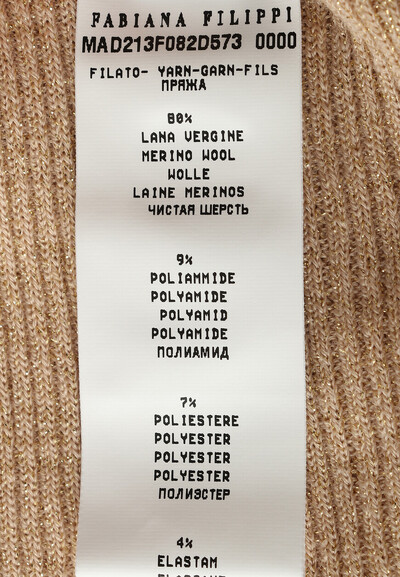 FABIANA FILIPPI
MAD213F082D573 0000
FILATO- YARN-GARN-FILS
ПРЯЖА
80%
LANA VERGINE
MERINO WOOL
WOLLE
LAINE MERINOS
ЧИСТАЯ ШЕРСТЬ
9%
POLIAMMIDE
POLYAMIDE
POLYAMID
POLYAMIDE
ПОЛИАМИД
7%
POLIESTERE
POLYESTER
POLYESTER
POLYESTER
ПОЛИЭСТЕР
4%
ELASTAM